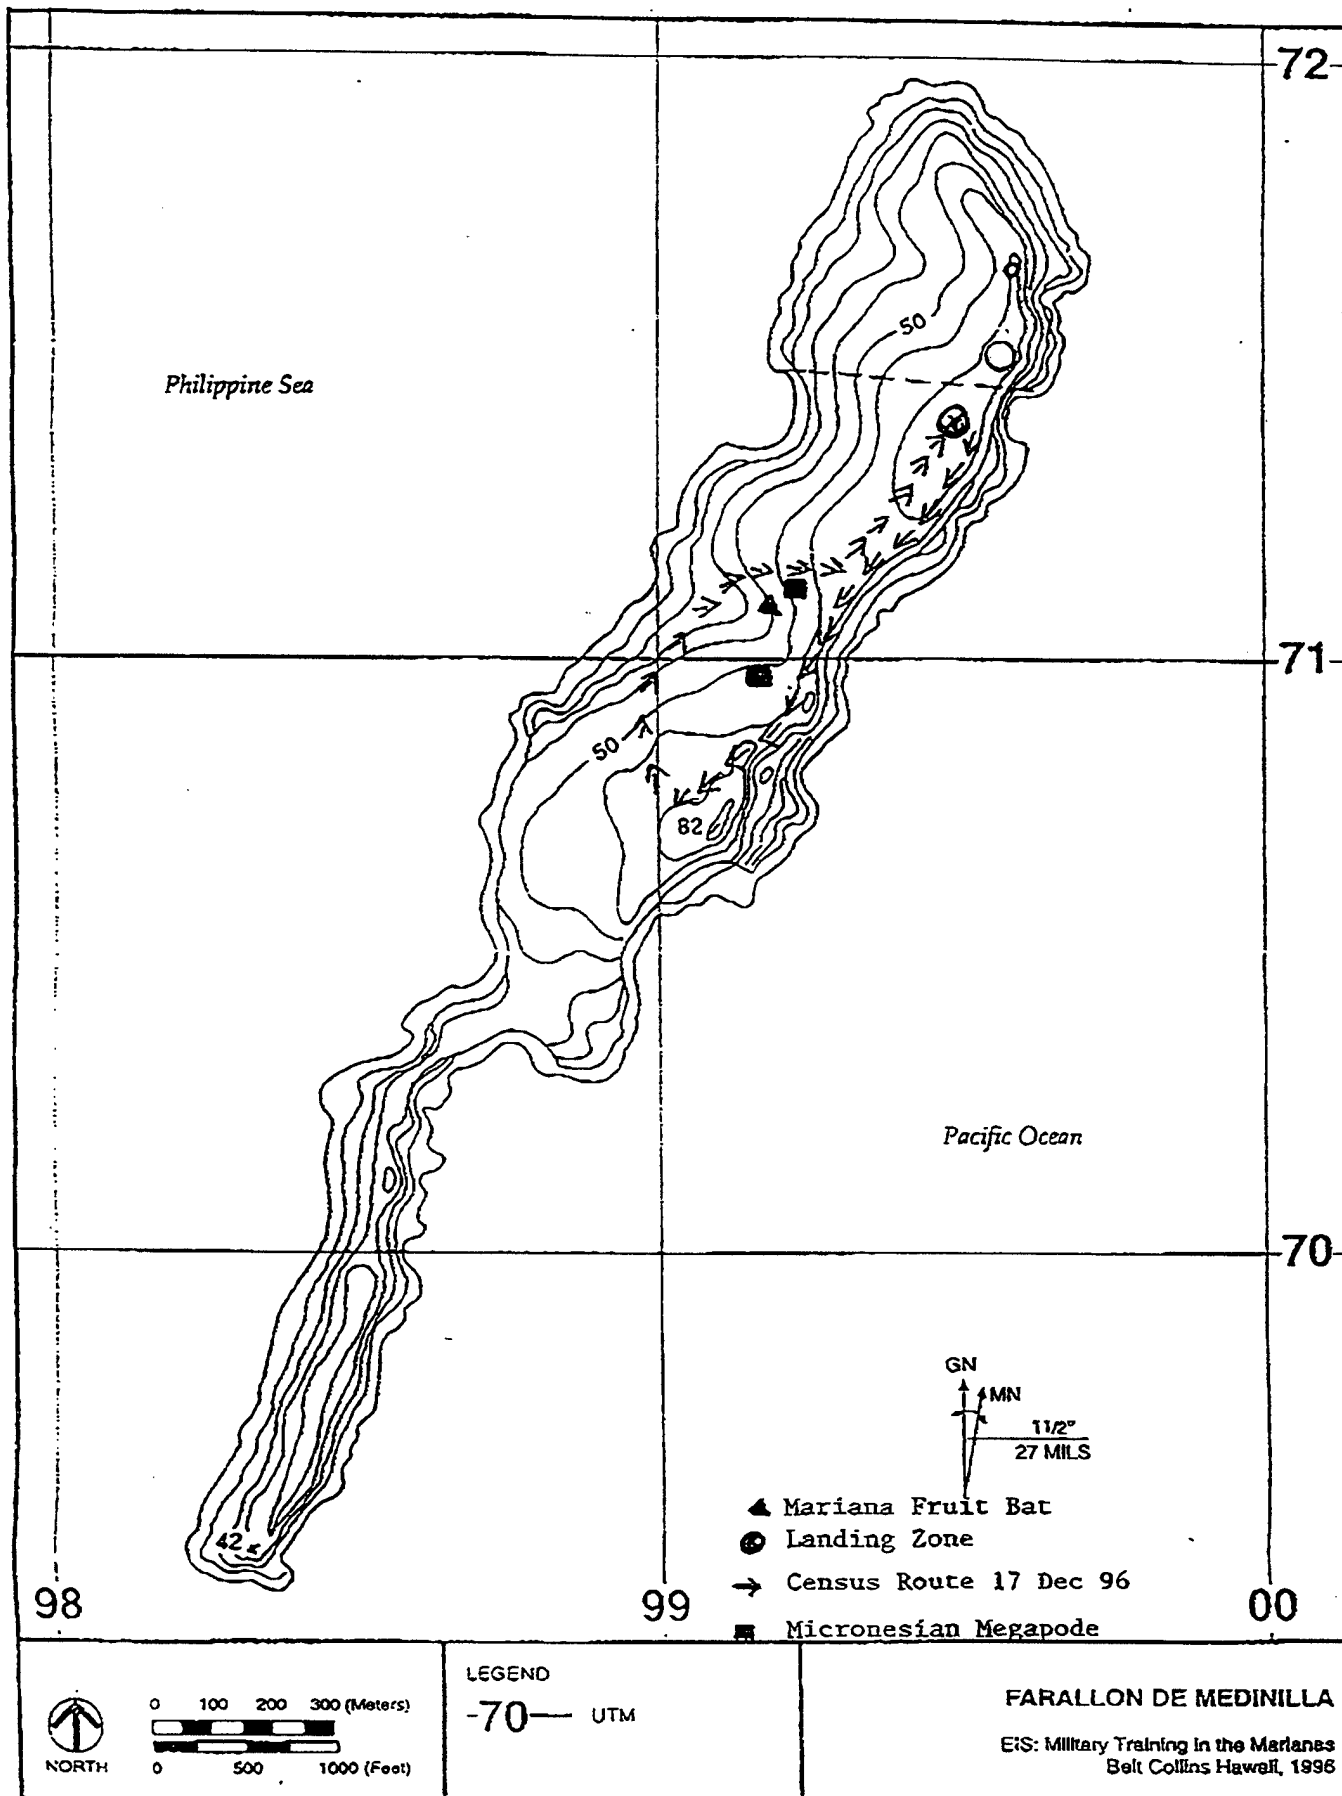 72
50
Philippine Sea
71
50
82
Pacific Ocean
70
GN
MN
11/2°
27 MILS
Mariana Fruit Bat
Landing Zone
42
Census Route 17 Dec 96
98
99
00
Micronesian Megapode
LEGEND
0 100 200 300 (Meters)
-70— UTM
NORTH
0 500 1000 (Feet)
FARALLON DE MEDINILLA
EIS: Military Training in the Marianas
Belt Collins Hawaii, 1996